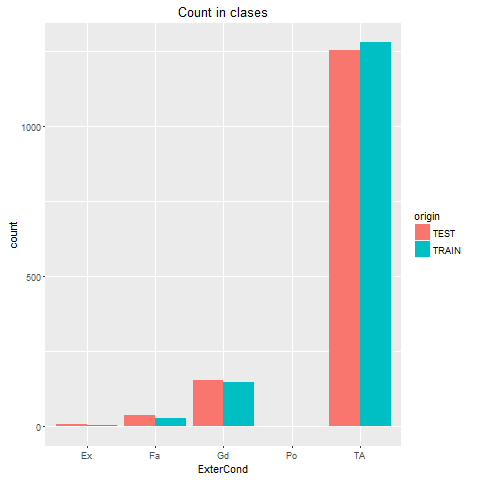 Count in clases
count
1000
500
0
Ex Fa Gd Po TA
ExterCond
origin
TEST
TRAIN